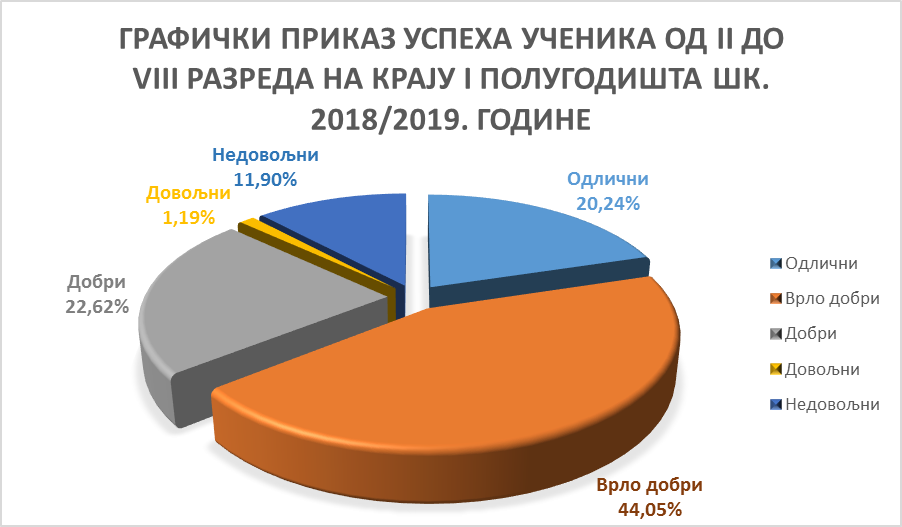 ГРАФИЧКИ ПРИКАЗ УСПЕХА УЧЕНИКА ОД II ДО
VIII РАЗРЕДА НА КРАЈУ I ПОЛУГОДИШТА ШК.
2018/2019. ГОДИНЕ
Недовољни
11,90%
Одлични
20,24%
Довољни
1,19%
Добри
22,62%
Врло добри
44,05%
Одлични
Врло добри
Добри
Довољни
Недовољни